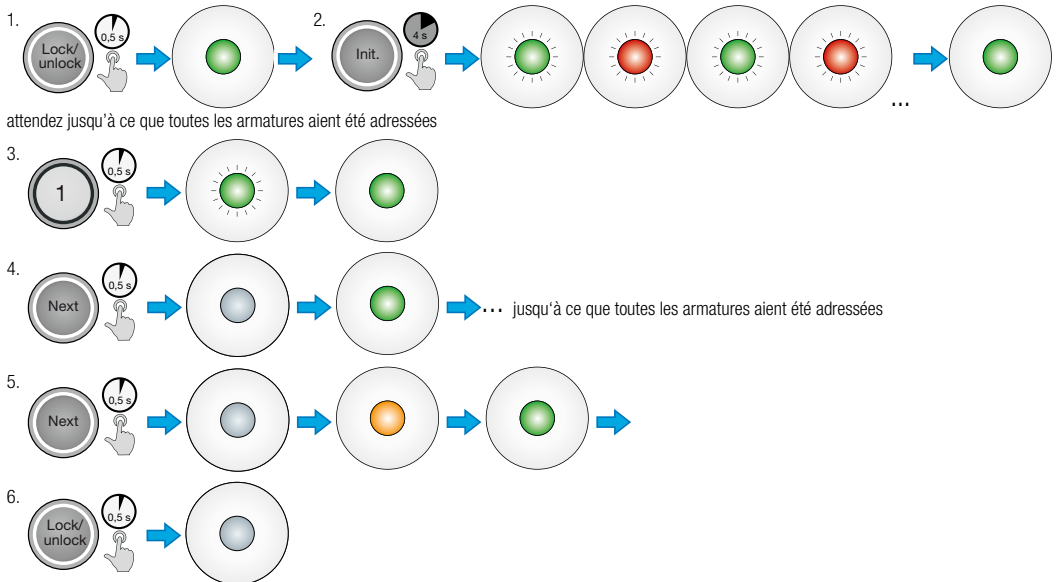 1.
Lock/
unlock
0,5 s
2.
Init.
4 s
...
attendez jusqu'à ce que toutes les armatures aient été adressées
3.
1
0,5 s
4.
Next
0,5 s
... jusqu‘à ce que toutes les armatures aient été adressées
5.
Next
0,5 s
6.
Lock/
unlock
0,5 s